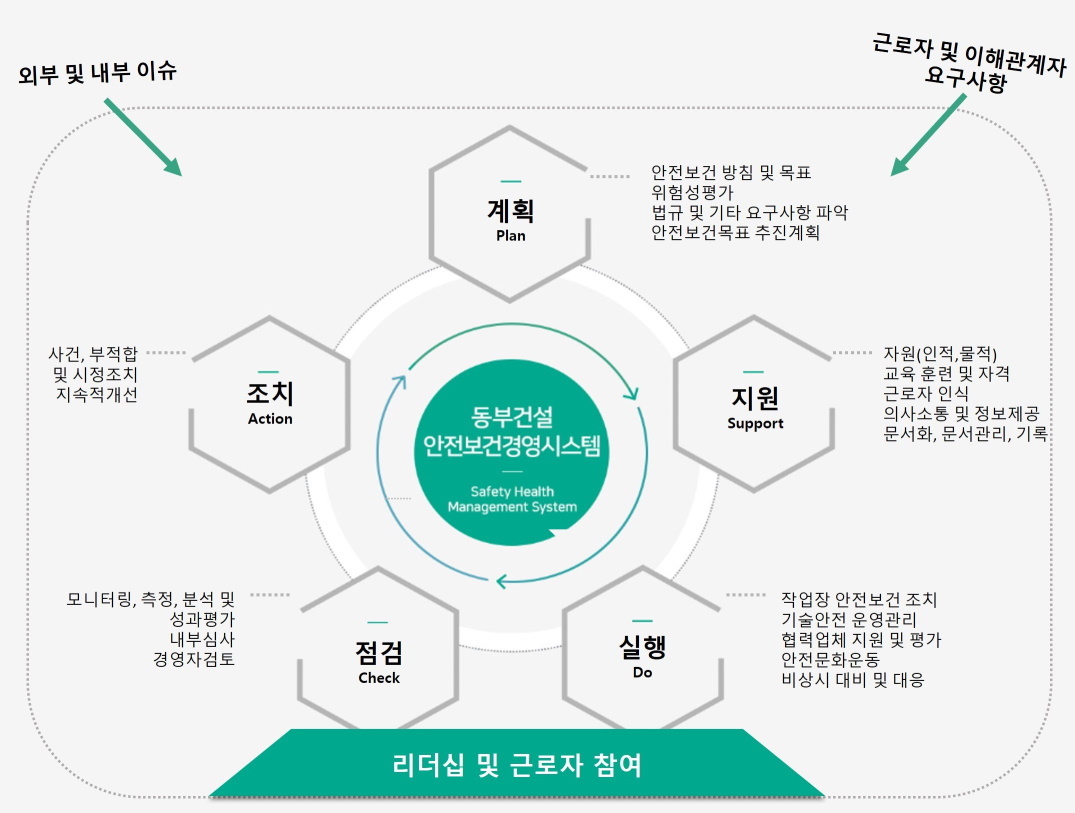 외부 및 내부 이슈
근로자 및 이해관계자
요구사항
계획
Plan
안전보건 방침 및 목표
위험성평가
법규 및 기타 요구사항 파악
안전보건목표 추진계획
사건, 부적합
및 시정조치
지속적개선
조치
Action
동부건설
안전보건경영시스템
Safety Health
Management System
지원
Support
자원(인적,물적)
교육 훈련 및 자격
근로자 인식
의사소통 및 정보제공
문서화, 문서관리, 기록
모니터링, 측정, 분석 및
성과평가
내부심사
경영자검토
점검
Check
실행
Do
작업장 안전보건 조치
기술안전 운영관리
협력업체 지원 및 평가
안전문화운동
비상시 대비 및 대응
리더십 및 근로자 참여